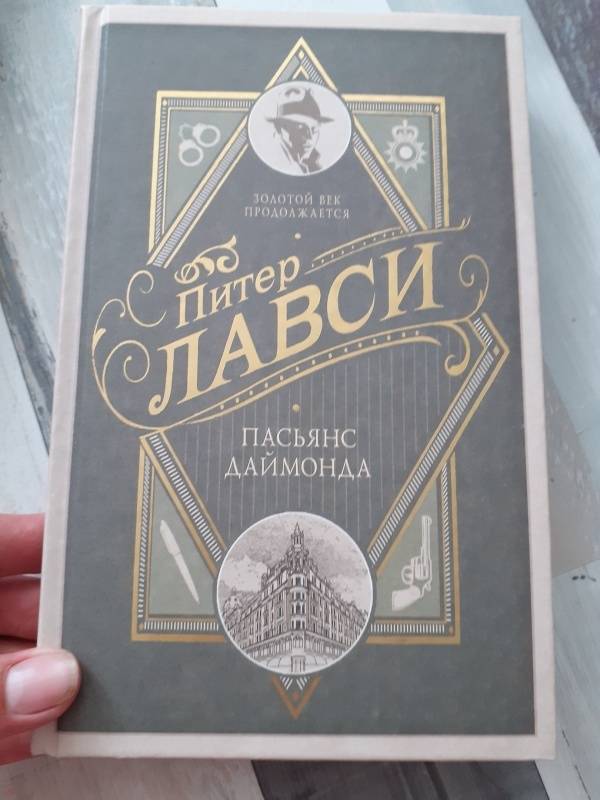 ЗОЛОТОЙ ВЕК
ПРОДОЛЖАЕТСЯ
Питер
ЛАВСИ
ПАСЬЯНС
ДАЙМОНДА